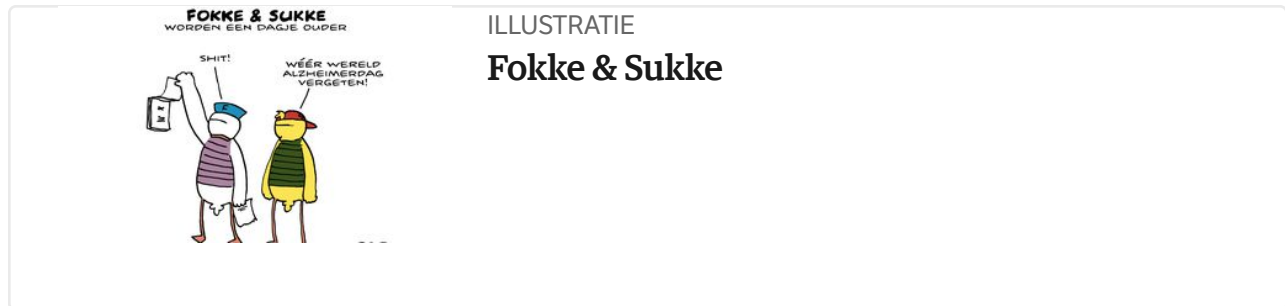 FOKKE & SUKKE
WORDEN EEN DAGJE OUDER
SHIT!
WÉÉR WERELD
ALZHEIMERDAG
VERGETEN!
ILLUSTRATIE
Fokke & Sukke